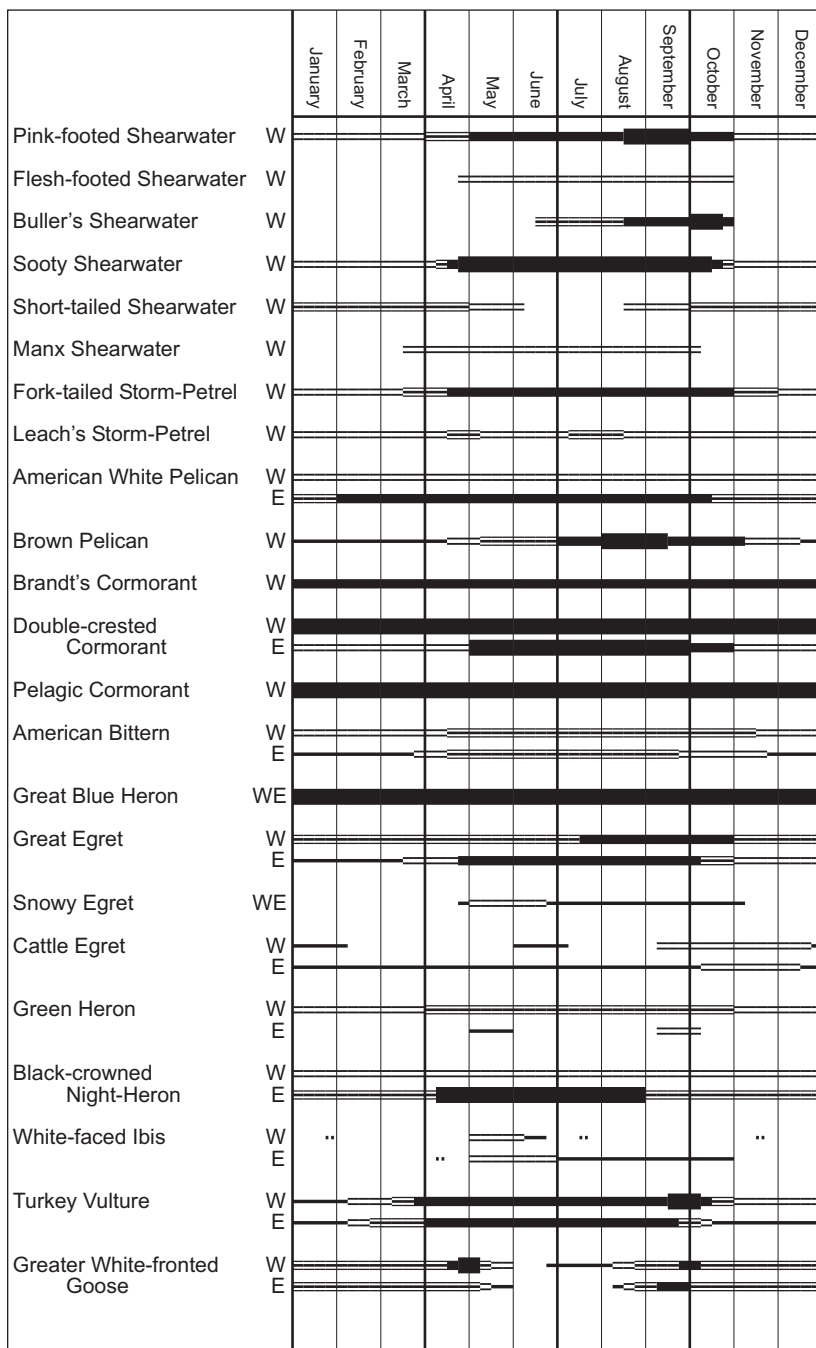 January
February
March
April
May
June
July
August
September
October
November
December
Pink-footed Shearwater W
Flesh-footed Shearwater W
Buller’s Shearwater W
Sooty Shearwater W
Short-tailed Shearwater W
Manx Shearwater W
Fork-tailed Storm-Petrel W
Leach’s Storm-Petrel W
American White Pelican W
E
Brown Pelican W
Brandt’s Cormorant W
Double-crested W
Cormorant E
Pelagic Cormorant W
American Bittern W
E
Great Blue Heron WE
Great Egret W
E
Snowy Egret WE
Cattle Egret W
E
Green Heron W
E
Black-crowned W
Night-Heron E
White-faced Ibis W
E
Turkey Vulture W
E
Greater White-fronted W
Goose E